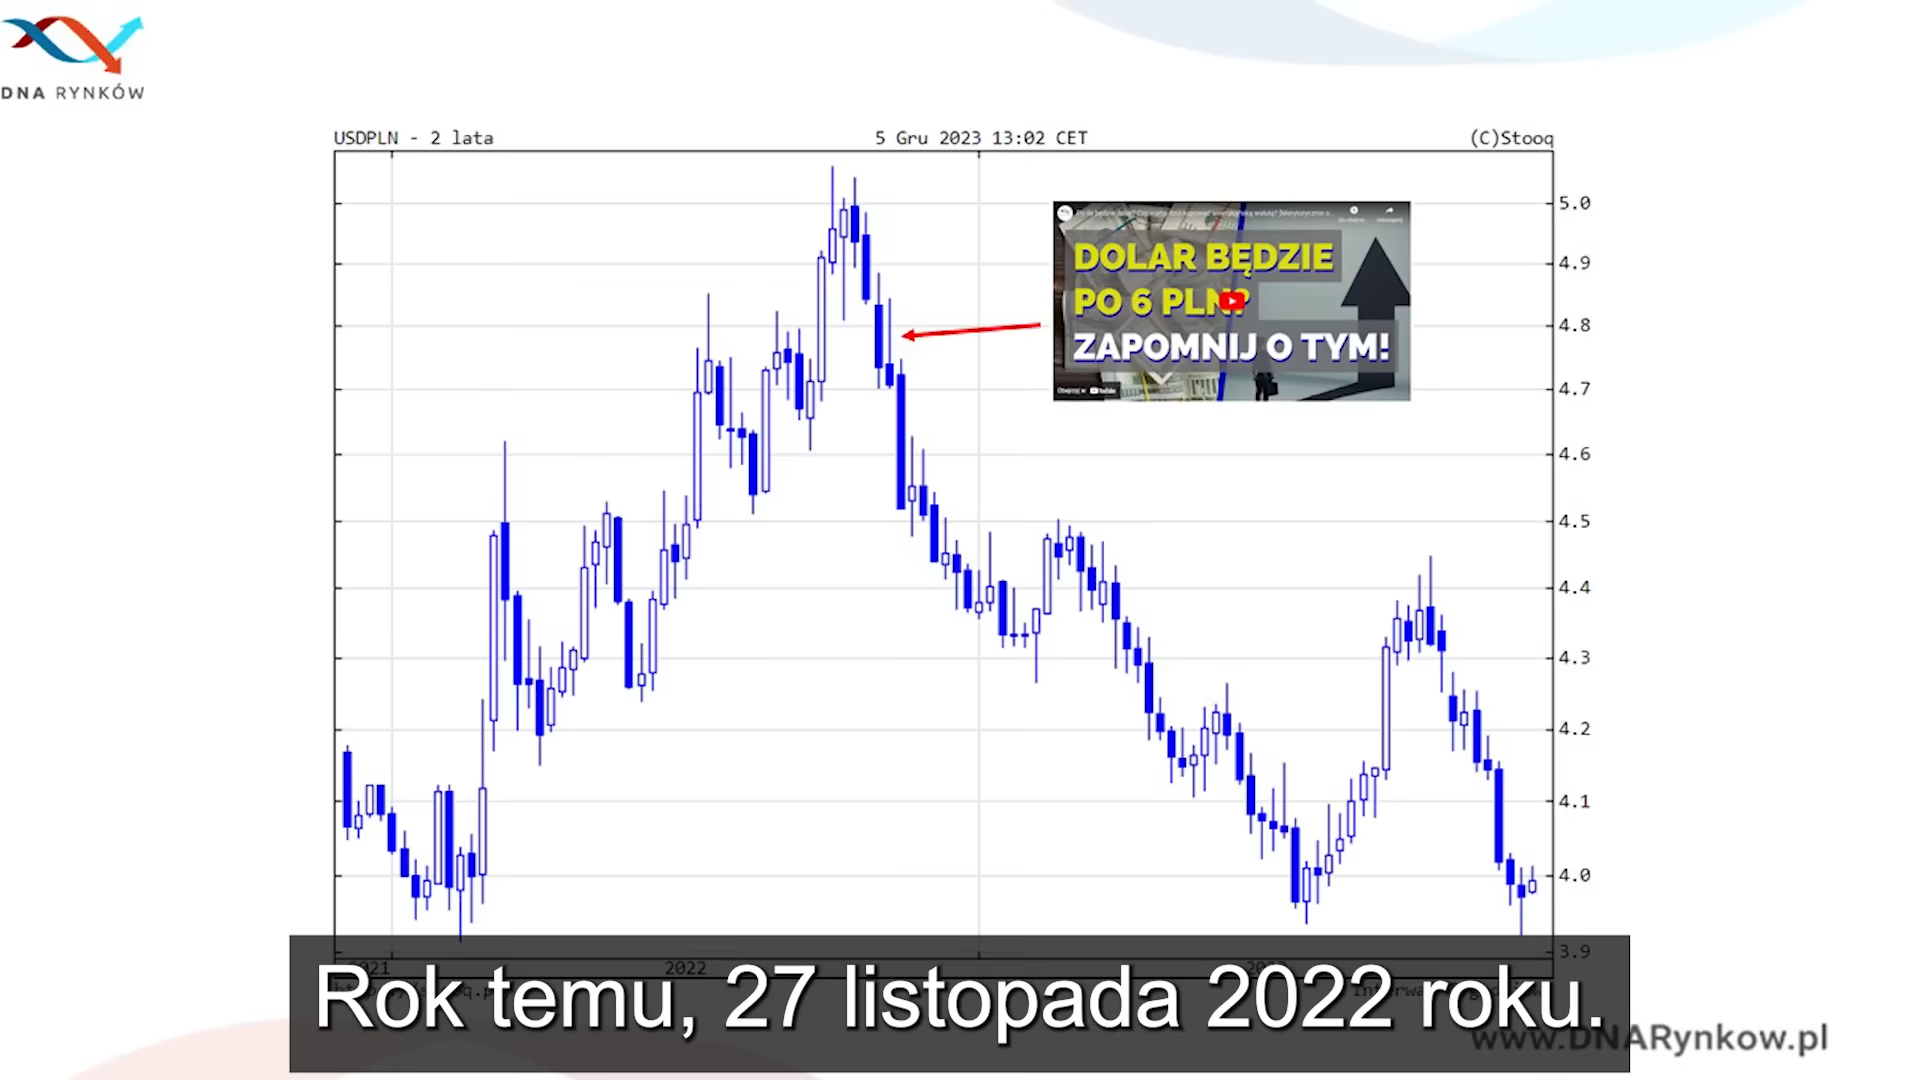 DNA RYNKÓW
USDPLN - 2 lata
5 Gru 2023 13:02 CET
(C)Stooq
5.0
4.9
4.8
4.7
4.6
4.5
4.4
4.3
4.2
4.1
4.0
3.9
DOLAR BĘDZIE
PO 6 PLN?
ZAPOMNIJ O TYM!
2022
Rok temu, 27 listopada 2022 roku.
www.DNARynkow.pl